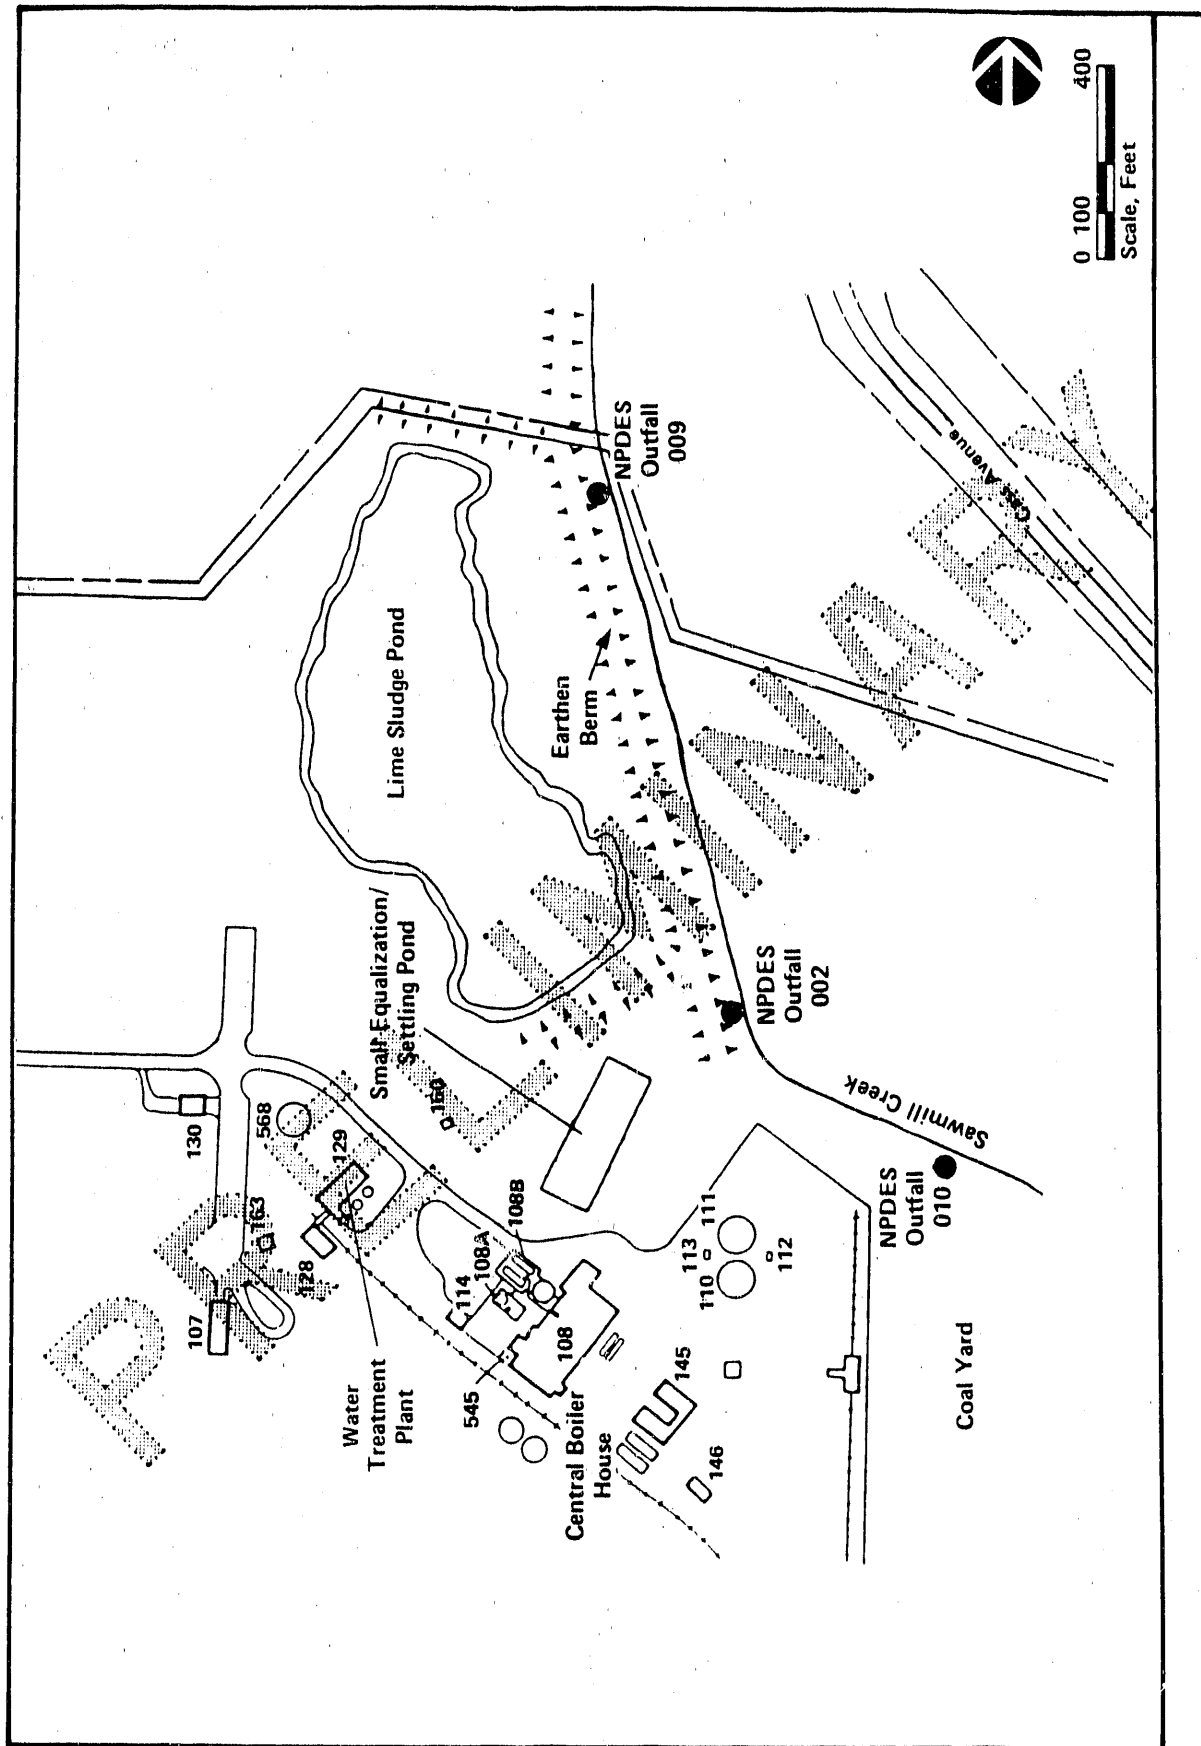 PRELIMINARY
107
163
130
568
128
129
Water
Treatment
Plant
Small Equalization/
Settling Pond
160
Lime Sludge Pond
114
108A
108B
545
108
Central Boiler
House
145
146
113
111
110
112
Earthen
Berm
NPDES
Outfall
009
NPDES
Outfall
002
NPDES
Outfall
010
Sawmill Creek
Coal Yard
Cass Avenue
0 100 400
Scale, Feet